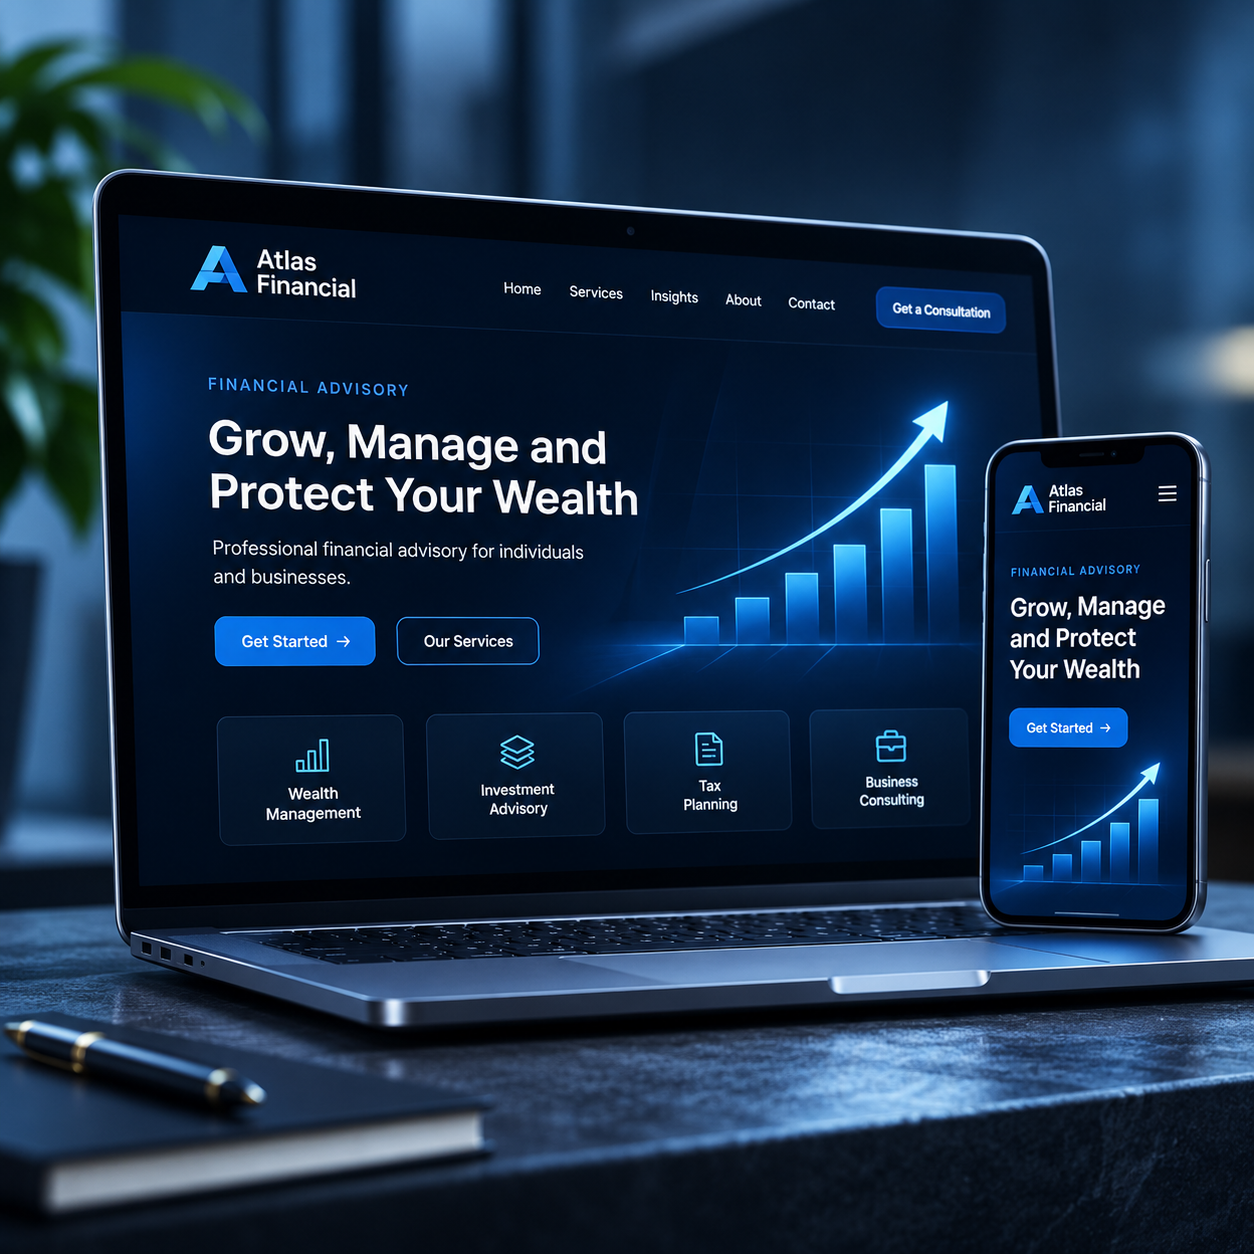 Atlas
Financial
Home
Services
Insights
About
Contact
Get a Consultation
FINANCIAL ADVISORY
Grow, Manage and
Protect Your Wealth
Professional financial advisory for individuals
and businesses.
Get Started →
Our Services
Wealth
Management
Investment
Advisory
Tax
Planning
Business
Consulting
Atlas
Financial
FINANCIAL ADVISORY
Grow, Manage
and Protect
Your Wealth
Get Started →